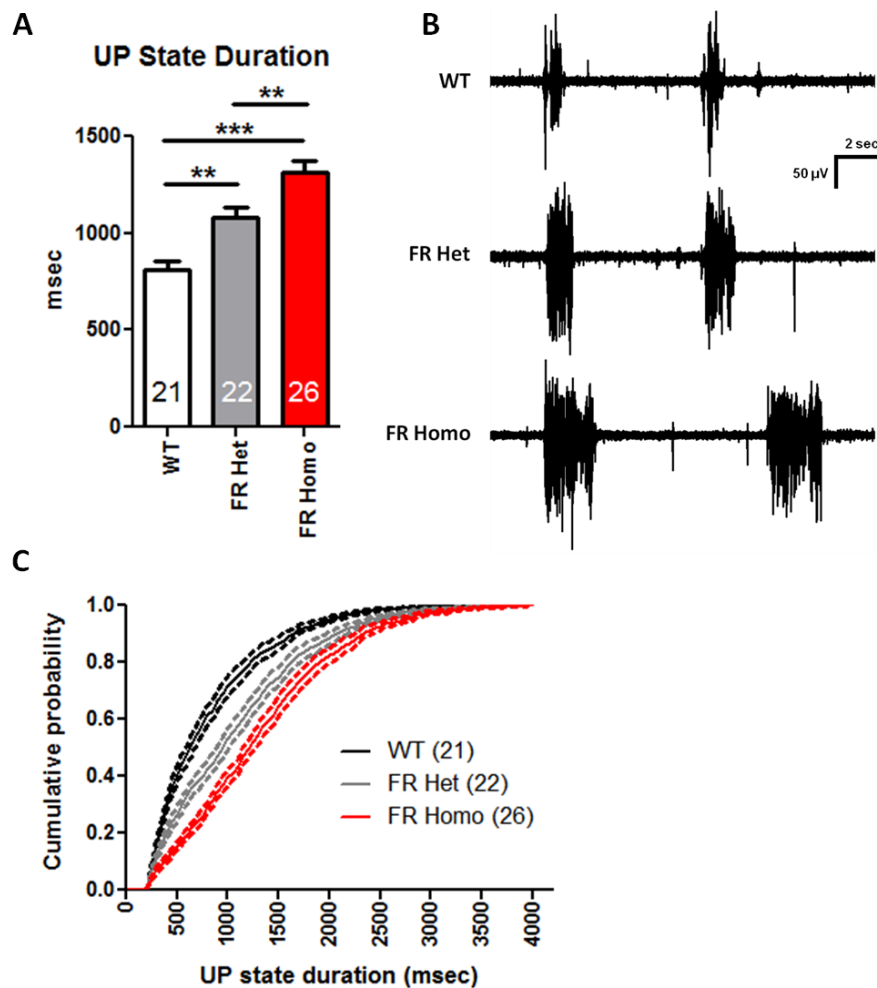 A
UP State Duration
**
***
**
1500
1000
500
0
msec
21
22
26
WT
FR Het
FR Homo
B
WT
2 sec
50 µV
FR Het
FR Homo
C
1.0
0.8
0.6
0.4
0.2
0.0
Cumulative probability
WT (21)
FR Het (22)
FR Homo (26)
0
500
1000
1500
2000
2500
3000
3500
4000
UP state duration (msec)